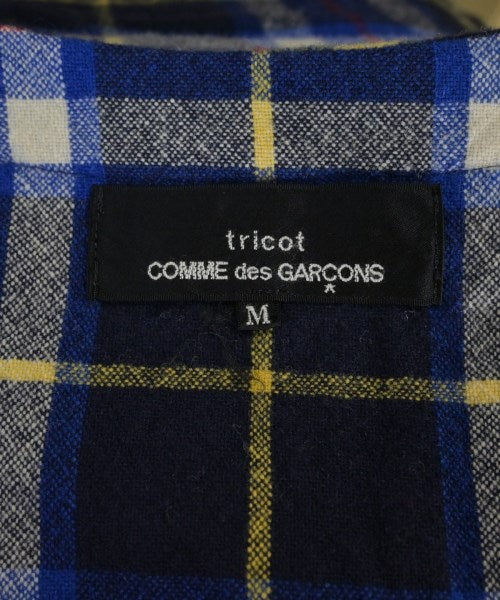 tricot
COMME des GARÇONS
*
M